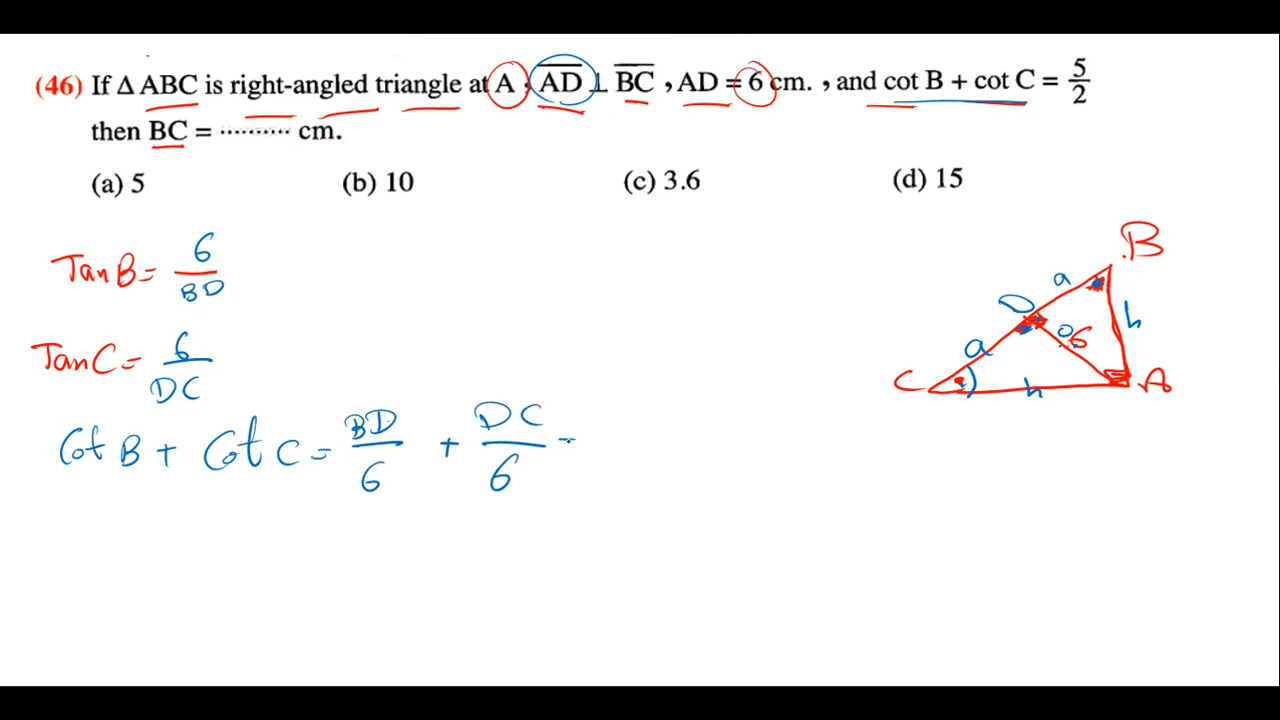 (46) If Δ ABC is right-angled triangle at A , AD ⊥ BC , AD = 6 cm. , and cot B + cot C = 5/2
then BC = ·········· cm.
(a) 5 (b) 10 (c) 3.6 (d) 15
Tan B = 6/BD
Tan C = 6/DC
Cot B + Cot C = BD/6 + DC/6 =
B
a
D
h
6
a
C
h
A